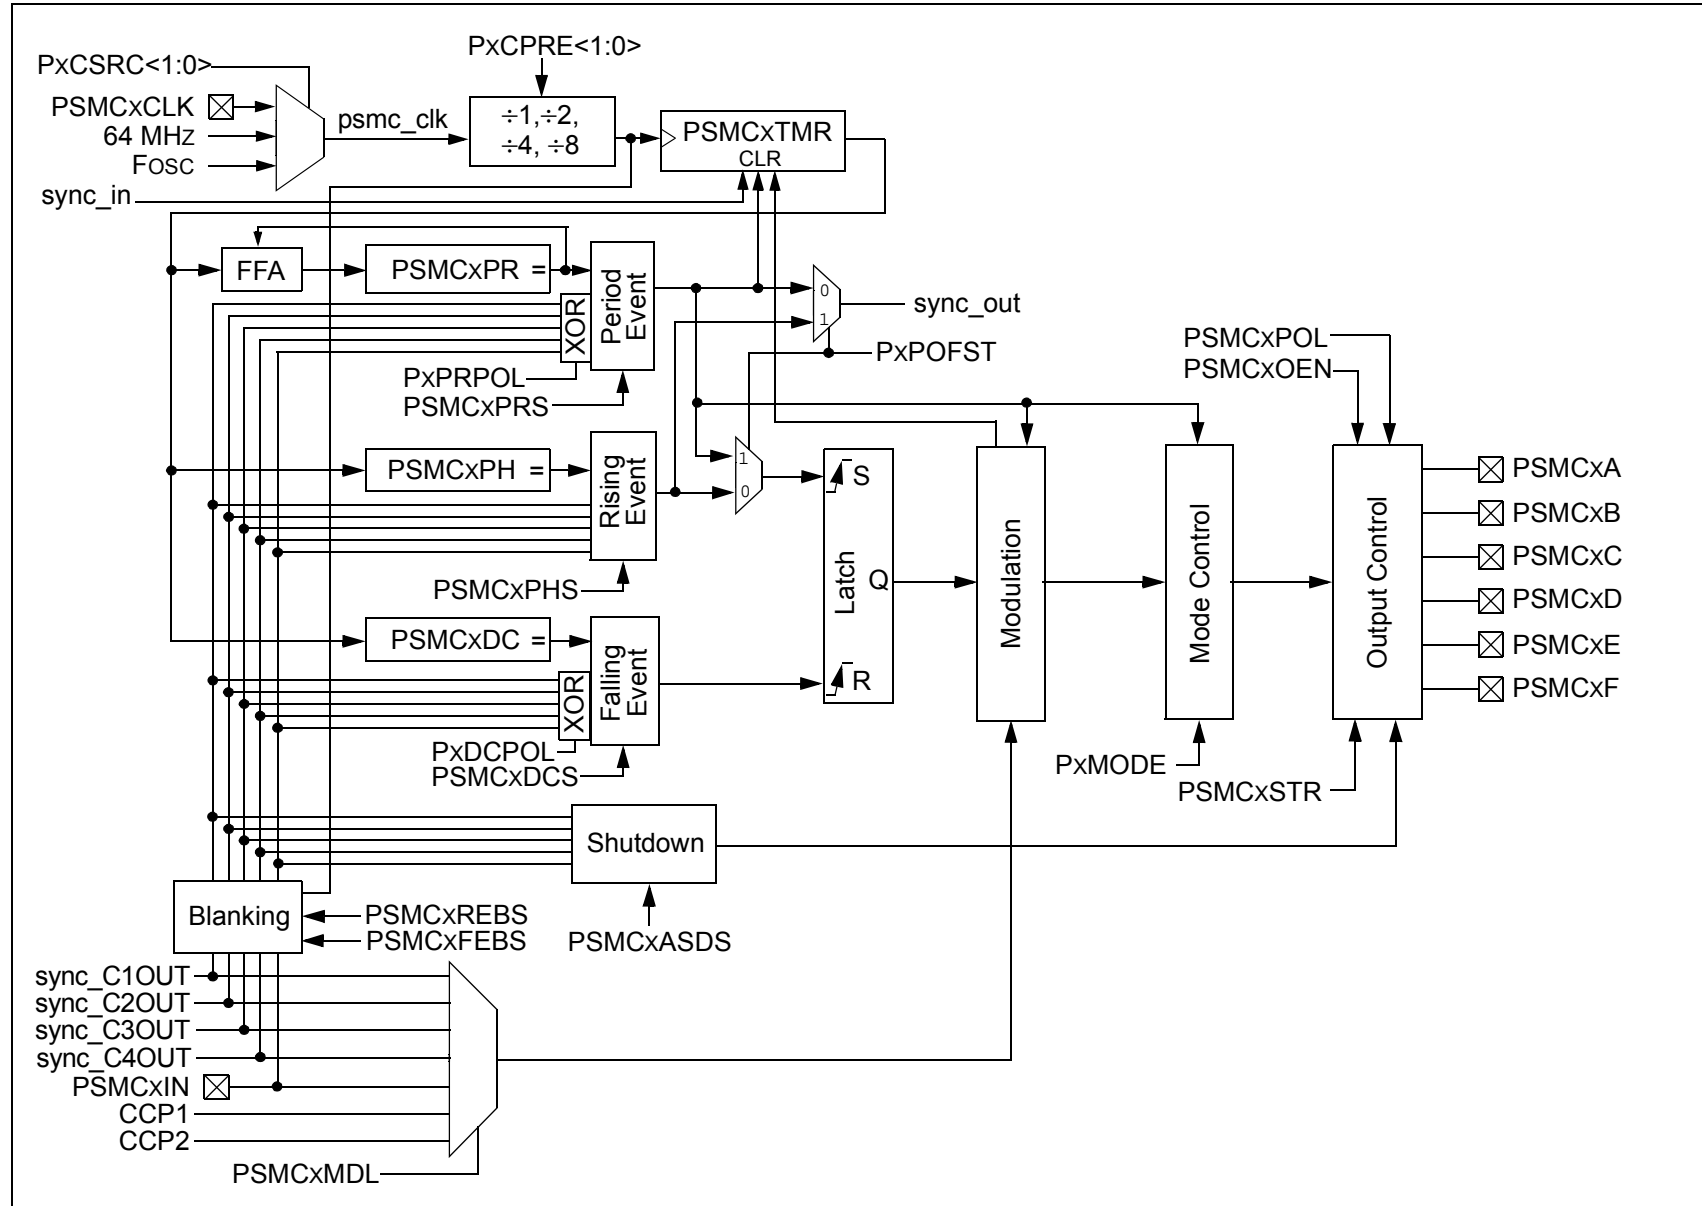 PxCPRE<1:0>
PxCSRC<1:0>
PSMCxCLK
64 MHz
FOSC
psmc_clk
÷1,÷2,
÷4, ÷8
PSMCxTMR
CLR
sync_in
FFA
PSMCxPR =
XOR
Period
Event
0
1
sync_out
PxPOFST
PxPRPOL
PSMCxPRS
PSMCxPOL
PSMCxOEN
PSMCxPH =
Rising
Event
1
0
PSMCxPHS
S
Latch
Q
R
Modulation
Mode Control
Output Control
PSMCxA
PSMCxB
PSMCxC
PSMCxD
PSMCxE
PSMCxF
PSMCxDC =
XOR
Falling
Event
PxDCPOL
PSMCxDCS
PxMODE
PSMCxSTR
Shutdown
PSMCxASDS
Blanking
PSMCxREBS
PSMCxFEBS
sync_C1OUT
sync_C2OUT
sync_C3OUT
sync_C4OUT
PSMCxIN
CCP1
CCP2
PSMCxMDL